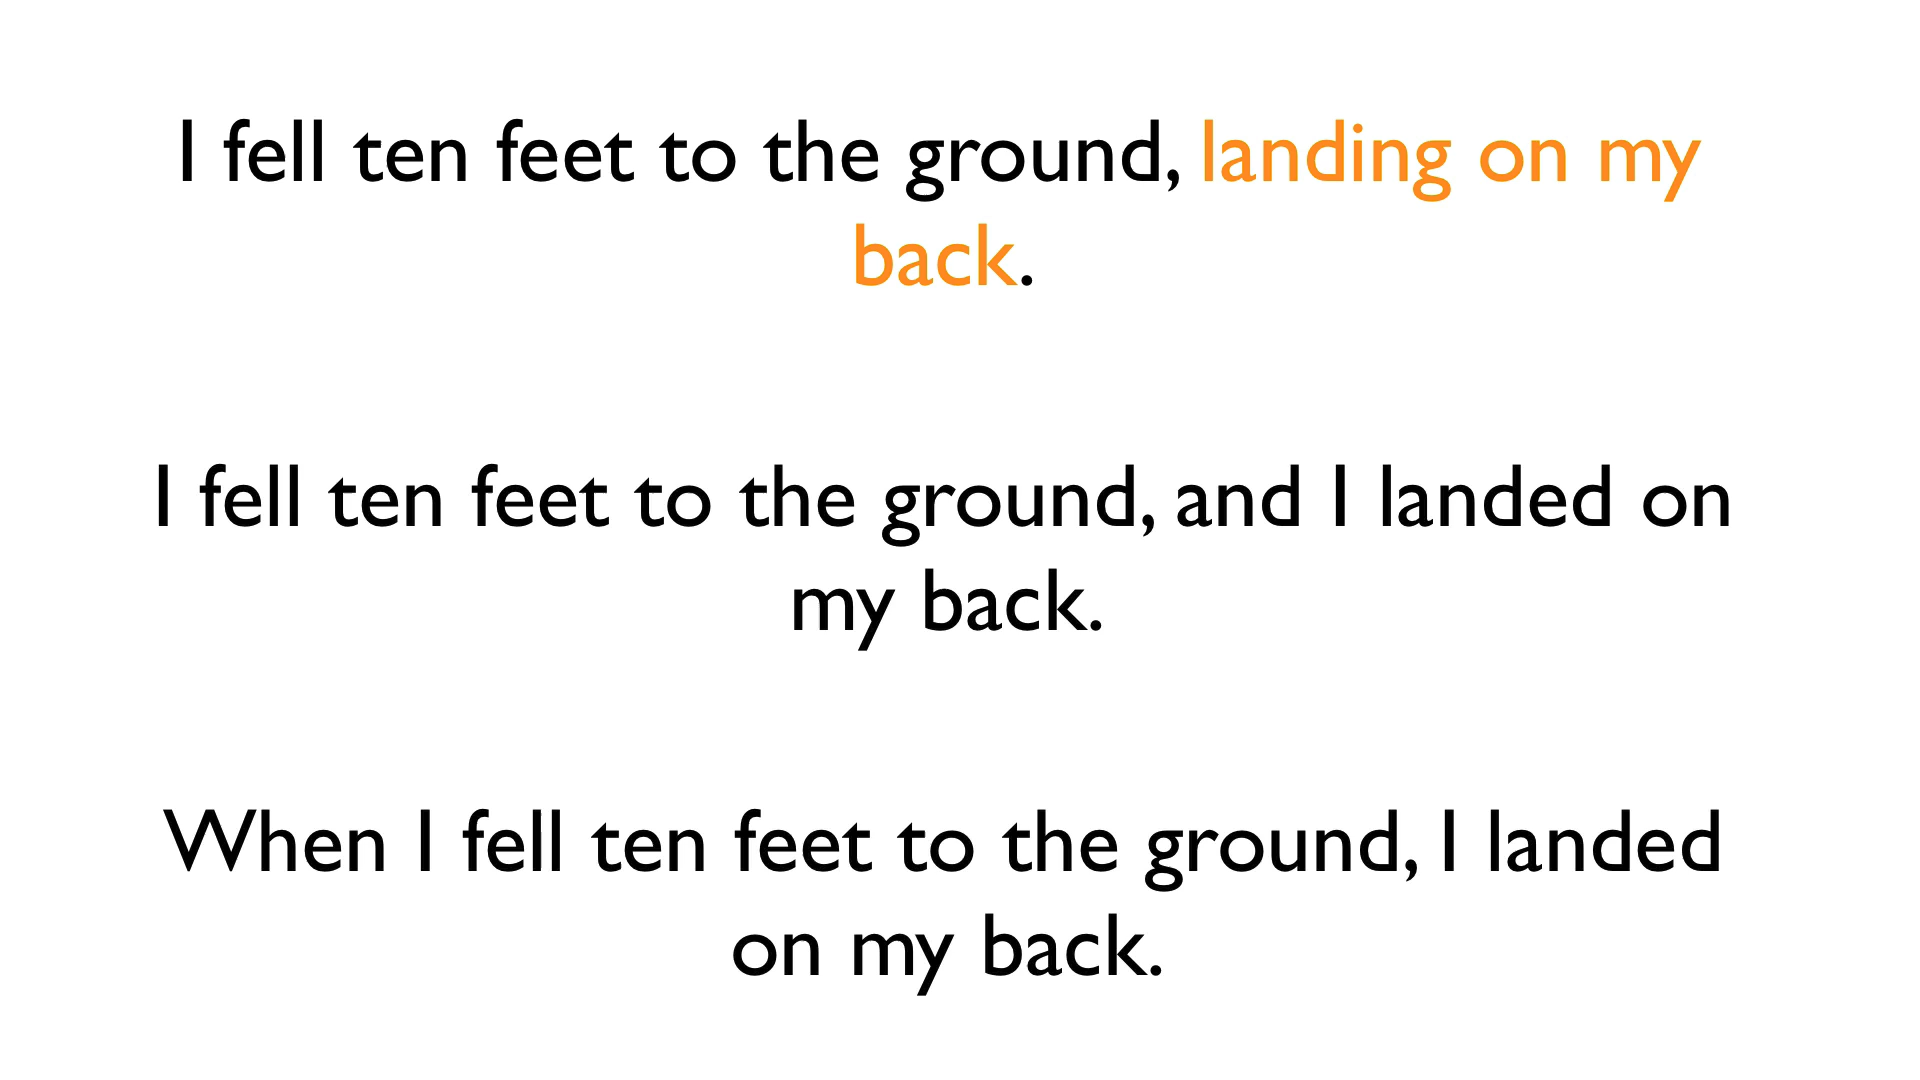 I fell ten feet to the ground, landing on my
back.
I fell ten feet to the ground, and I landed on
my back.
When I fell ten feet to the ground, I landed
on my back.